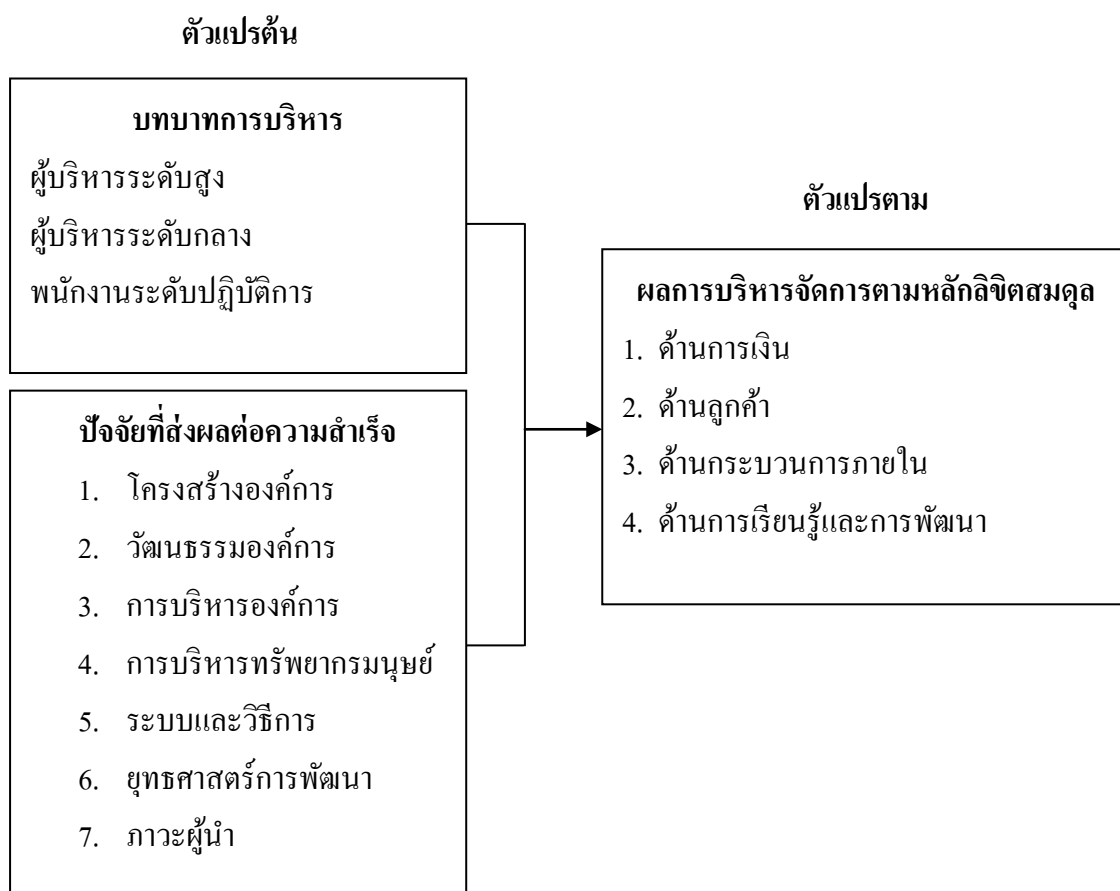 ตัวแปรต้น
บทบาทการบริหาร
ผู้บริหารระดับสูง
ผู้บริหารระดับกลาง
พนักงานระดับปฏิบัติการ
ปัจจัยที่ส่งผลต่อความสำเร็จ
1. โครงสร้างองค์การ
2. วัฒนธรรมองค์การ
3. การบริหารองค์การ
4. การบริหารทรัพยากรมนุษย์
5. ระบบและวิธีการ
6. ยุทธศาสตร์การพัฒนา
7. ภาวะผู้นำ
ตัวแปรตาม
ผลการบริหารจัดการตามหลักลิขิตสมดุล
1. ด้านการเงิน
2. ด้านลูกค้า
3. ด้านกระบวนการภายใน
4. ด้านการเรียนรู้และการพัฒนา